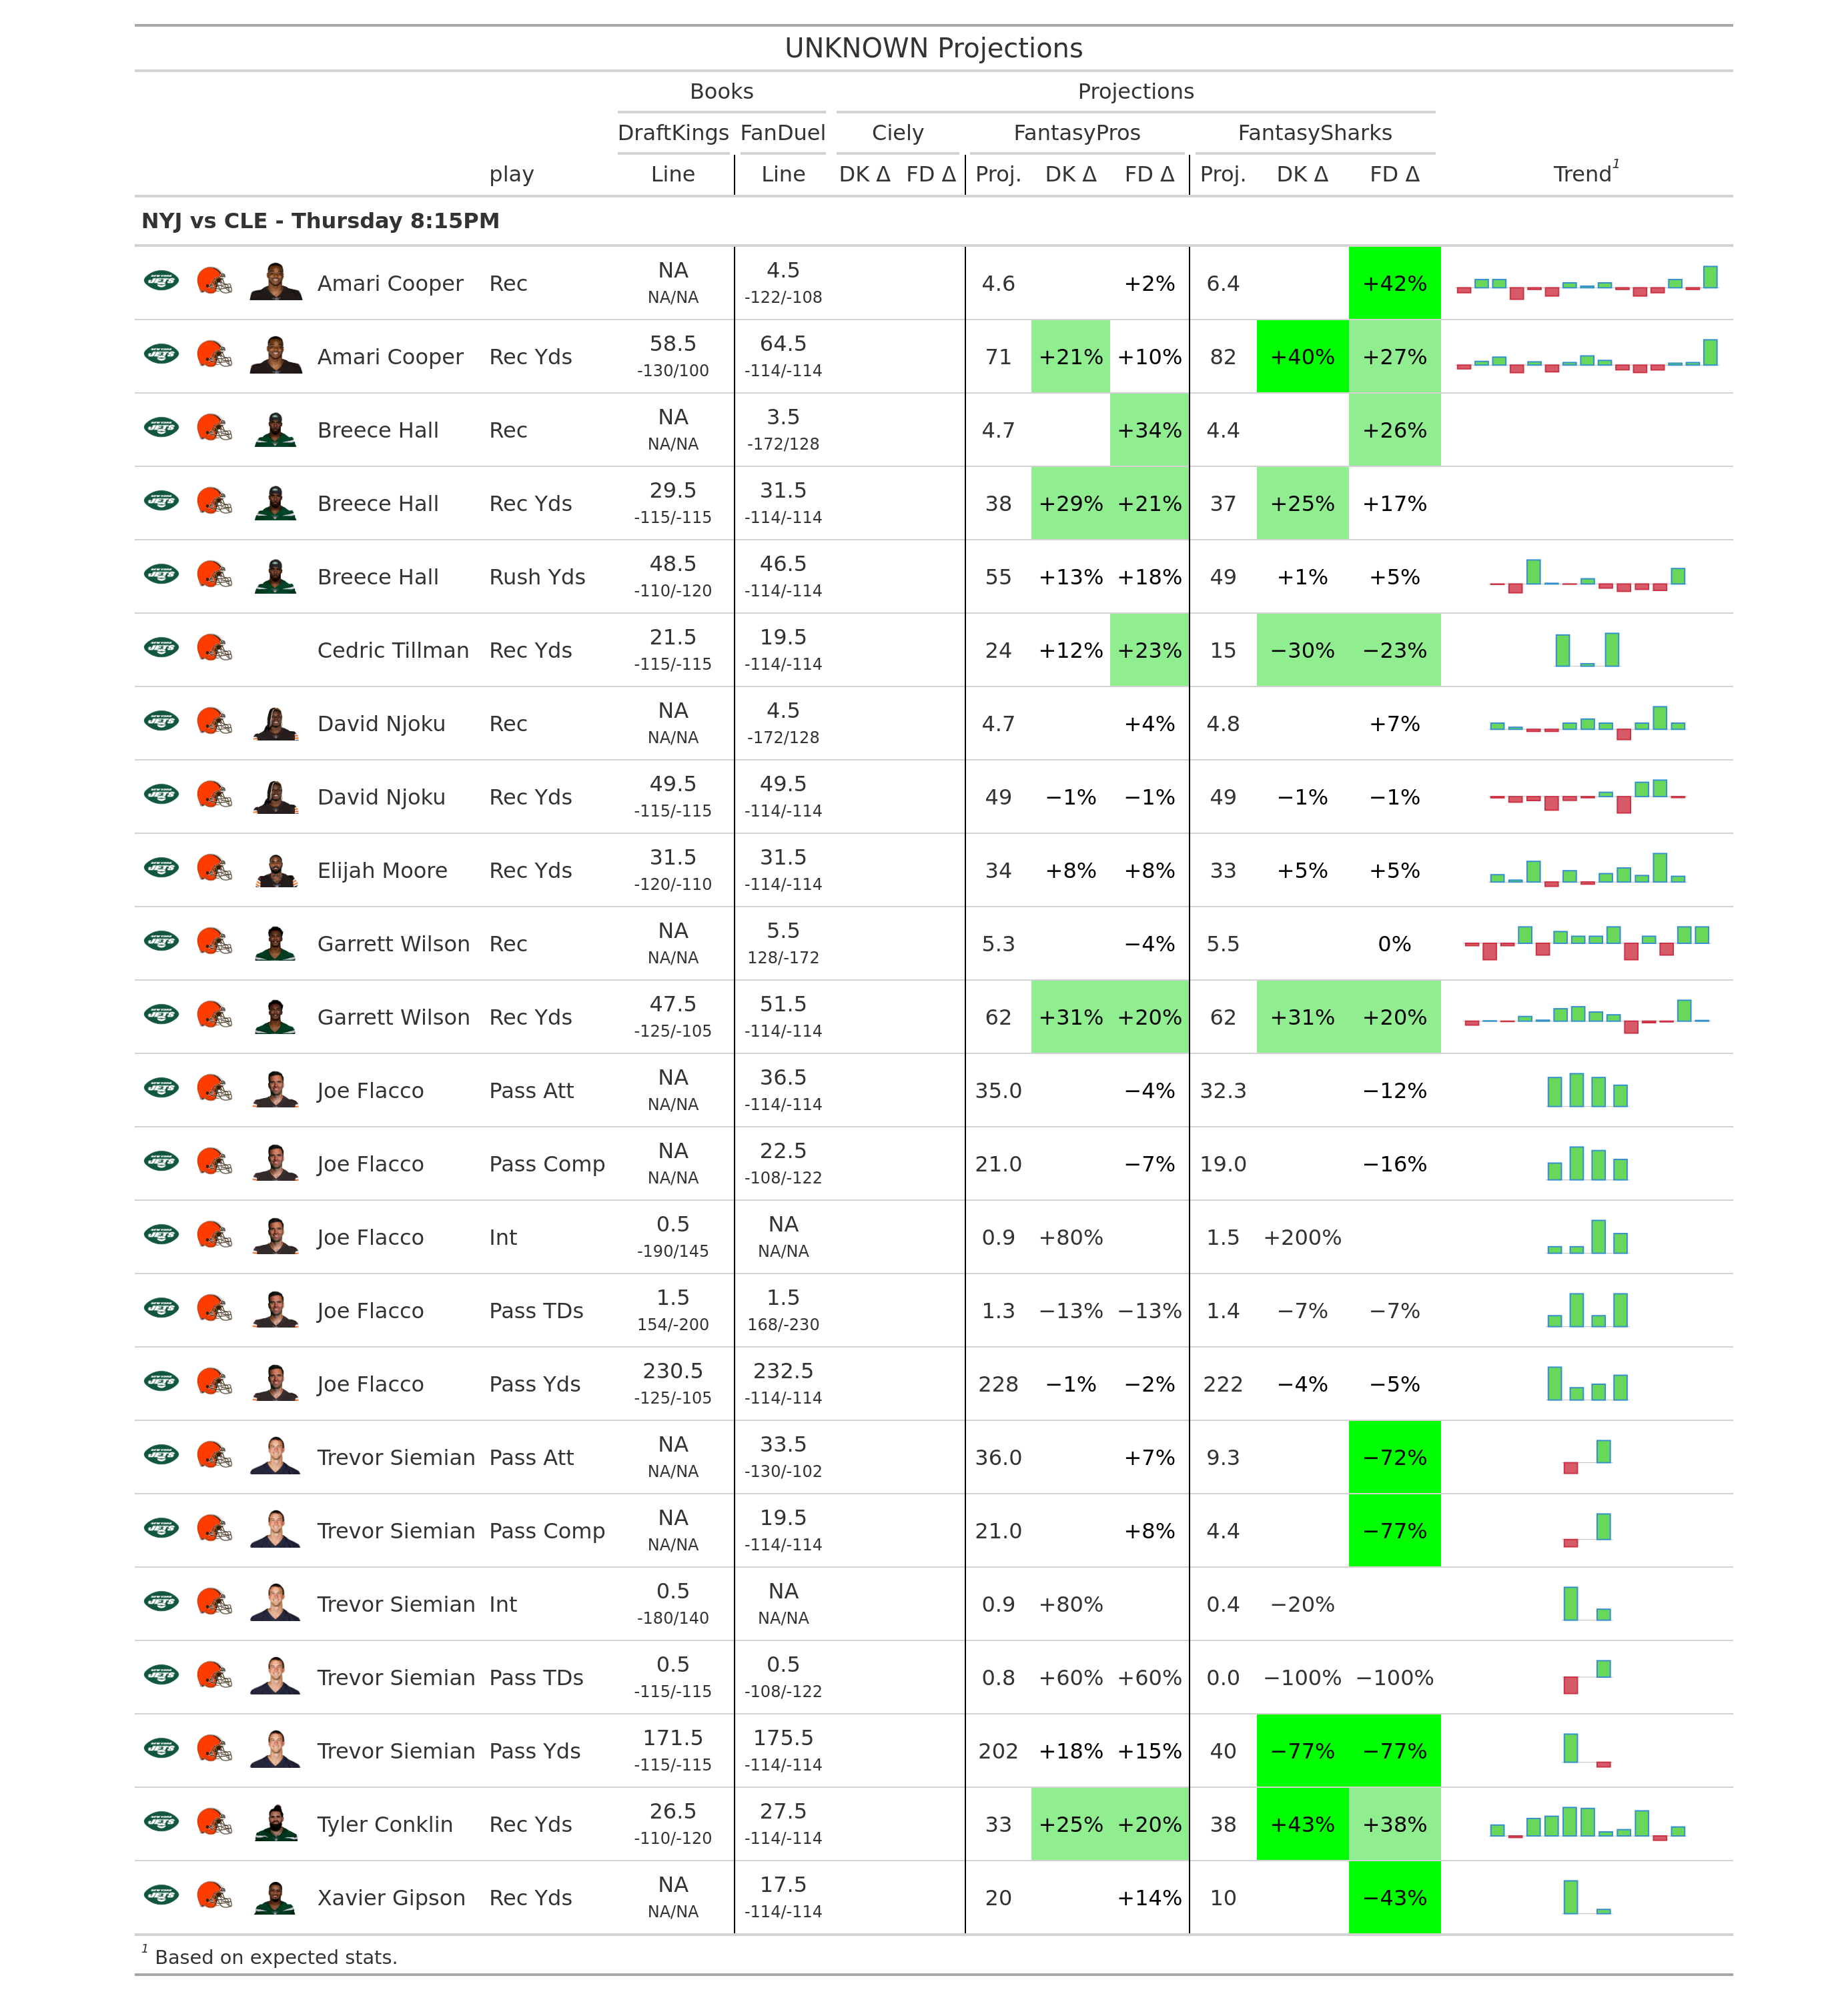 UNKNOWN Projections
Books Projections
DraftKings FanDuel Ciely FantasyPros FantasySharks
play Line Line DK Δ FD Δ Proj. DK Δ FD Δ Proj. DK Δ FD Δ Trend1
NYJ vs CLE - Thursday 8:15PM
Amari Cooper Rec NA 4.5 4.6 +2% 6.4 +42%
NA/NA -122/-108
Amari Cooper Rec Yds 58.5 64.5 71 +21% +10% 82 +40% +27%
-130/100 -114/-114
Breece Hall Rec NA 3.5 4.7 +34% 4.4 +26%
NA/NA -172/128
Breece Hall Rec Yds 29.5 31.5 38 +29% +21% 37 +25% +17%
-115/-115 -114/-114
Breece Hall Rush Yds 48.5 46.5 55 +13% +18% 49 +1% +5%
-110/-120 -114/-114
Cedric Tillman Rec Yds 21.5 19.5 24 +12% +23% 15 −30% −23%
-115/-115 -114/-114
David Njoku Rec NA 4.5 4.7 +4% 4.8 +7%
NA/NA -172/128
David Njoku Rec Yds 49.5 49.5 49 −1% −1% 49 −1% −1%
-115/-115 -114/-114
Elijah Moore Rec Yds 31.5 31.5 34 +8% +8% 33 +5% +5%
-120/-110 -114/-114
Garrett Wilson Rec NA 5.5 5.3 −4% 5.5 0%
NA/NA 128/-172
Garrett Wilson Rec Yds 47.5 51.5 62 +31% +20% 62 +31% +20%
-125/-105 -114/-114
Joe Flacco Pass Att NA 36.5 35.0 −4% 32.3 −12%
NA/NA -114/-114
Joe Flacco Pass Comp NA 22.5 21.0 −7% 19.0 −16%
NA/NA -108/-122
Joe Flacco Int 0.5 NA 0.9 +80% 1.5 +200%
-190/145 NA/NA
Joe Flacco Pass TDs 1.5 1.5 1.3 −13% −13% 1.4 −7% −7%
154/-200 168/-230
Joe Flacco Pass Yds 230.5 232.5 228 −1% −2% 222 −4% −5%
-125/-105 -114/-114
Trevor Siemian Pass Att NA 33.5 36.0 +7% 9.3 −72%
NA/NA -130/-102
Trevor Siemian Pass Comp NA 19.5 21.0 +8% 4.4 −77%
NA/NA -114/-114
Trevor Siemian Int 0.5 NA 0.9 +80% 0.4 −20%
-180/140 NA/NA
Trevor Siemian Pass TDs 0.5 0.5 0.8 +60% +60% 0.0 −100% −100%
-115/-115 -108/-122
Trevor Siemian Pass Yds 171.5 175.5 202 +18% +15% 40 −77% −77%
-115/-115 -114/-114
Tyler Conklin Rec Yds 26.5 27.5 33 +25% +20% 38 +43% +38%
-110/-120 -114/-114
Xavier Gipson Rec Yds NA 17.5 20 +14% 10 −43%
NA/NA -114/-114
1 Based on expected stats.